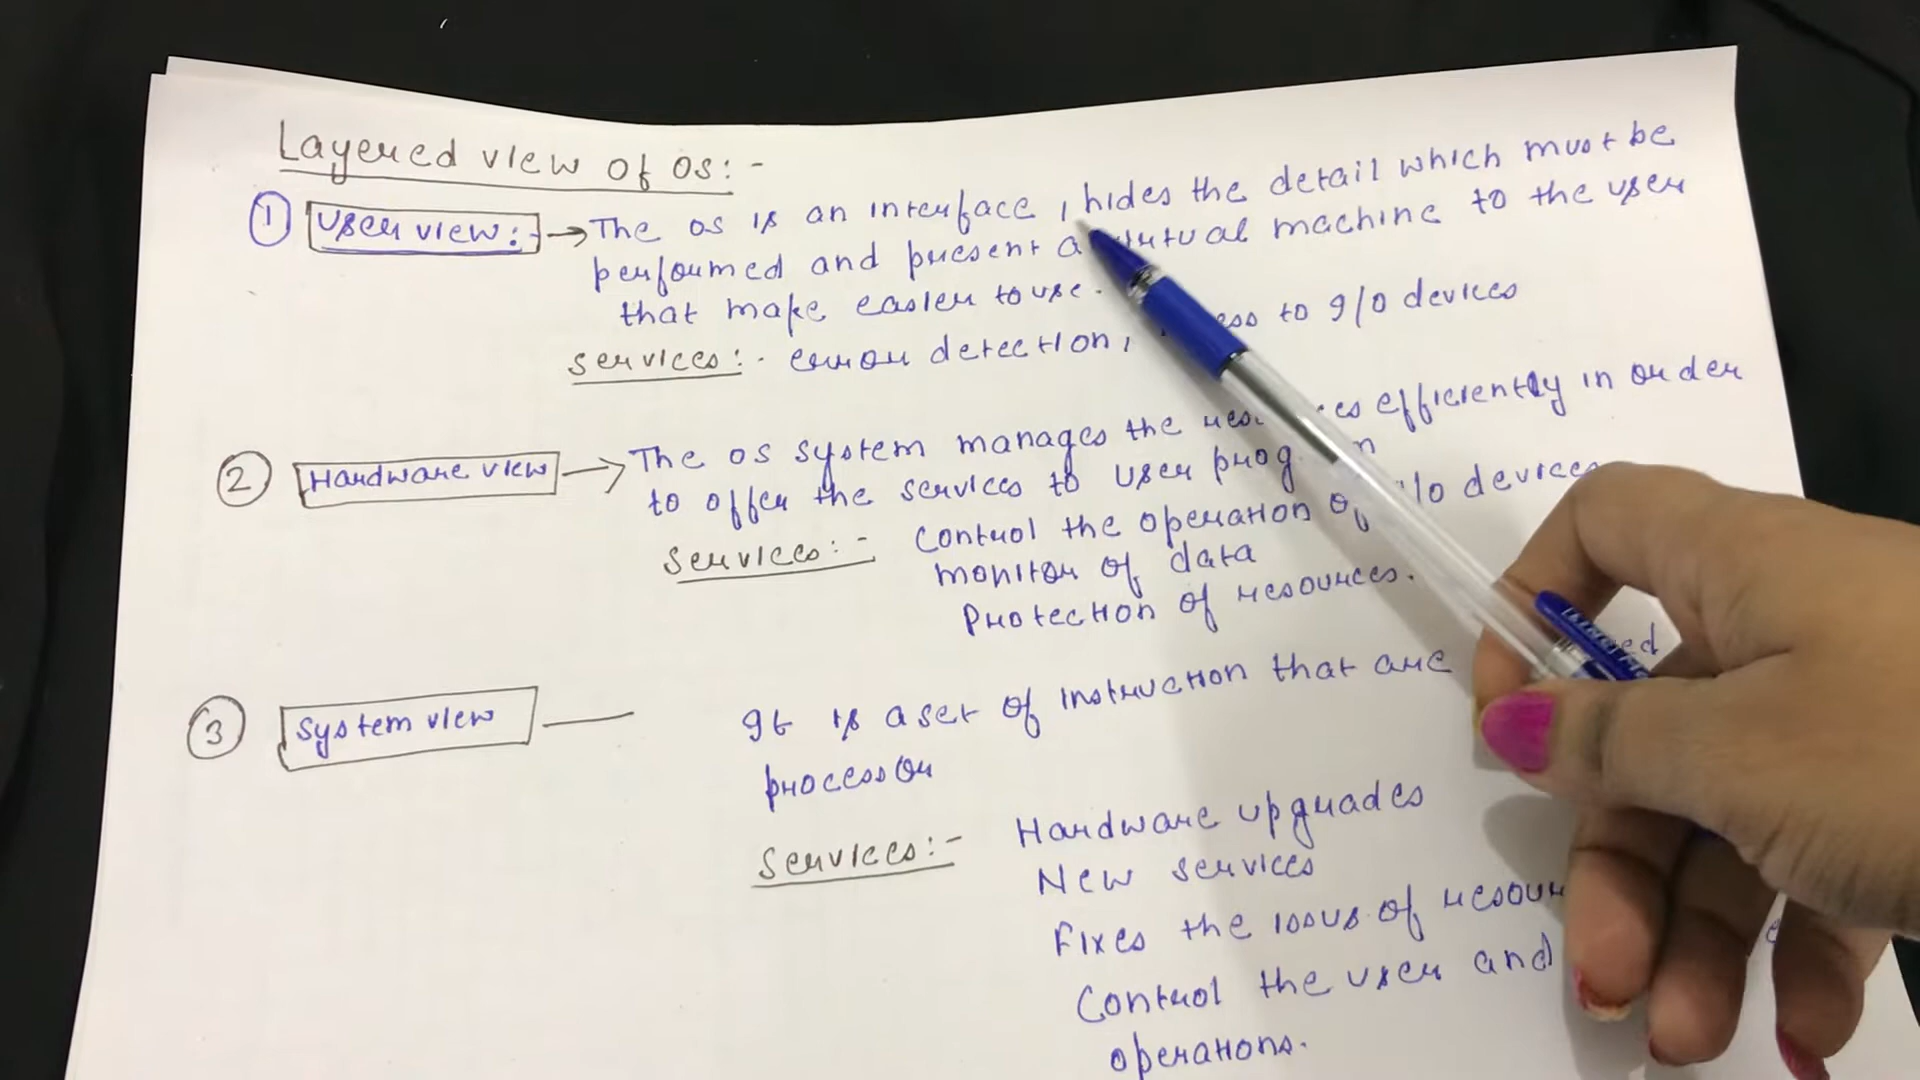 Layered view of os:-
① User view:- → The os is an interface, hides the detail which must be
performed and present a virtual machine to the user
that make easier to use.
services:- error detection, to I/O devices
② Hardware view → The os system manages the efficiently in order
to offer the services to user program
services:- Control the operation of I/O devices
monitor of data
Protection of resources.
③ System view — It is a set of instruction that are
processor
services:- Hardware upgrades
New services
Fixes the issus of
Control the user and
operations.